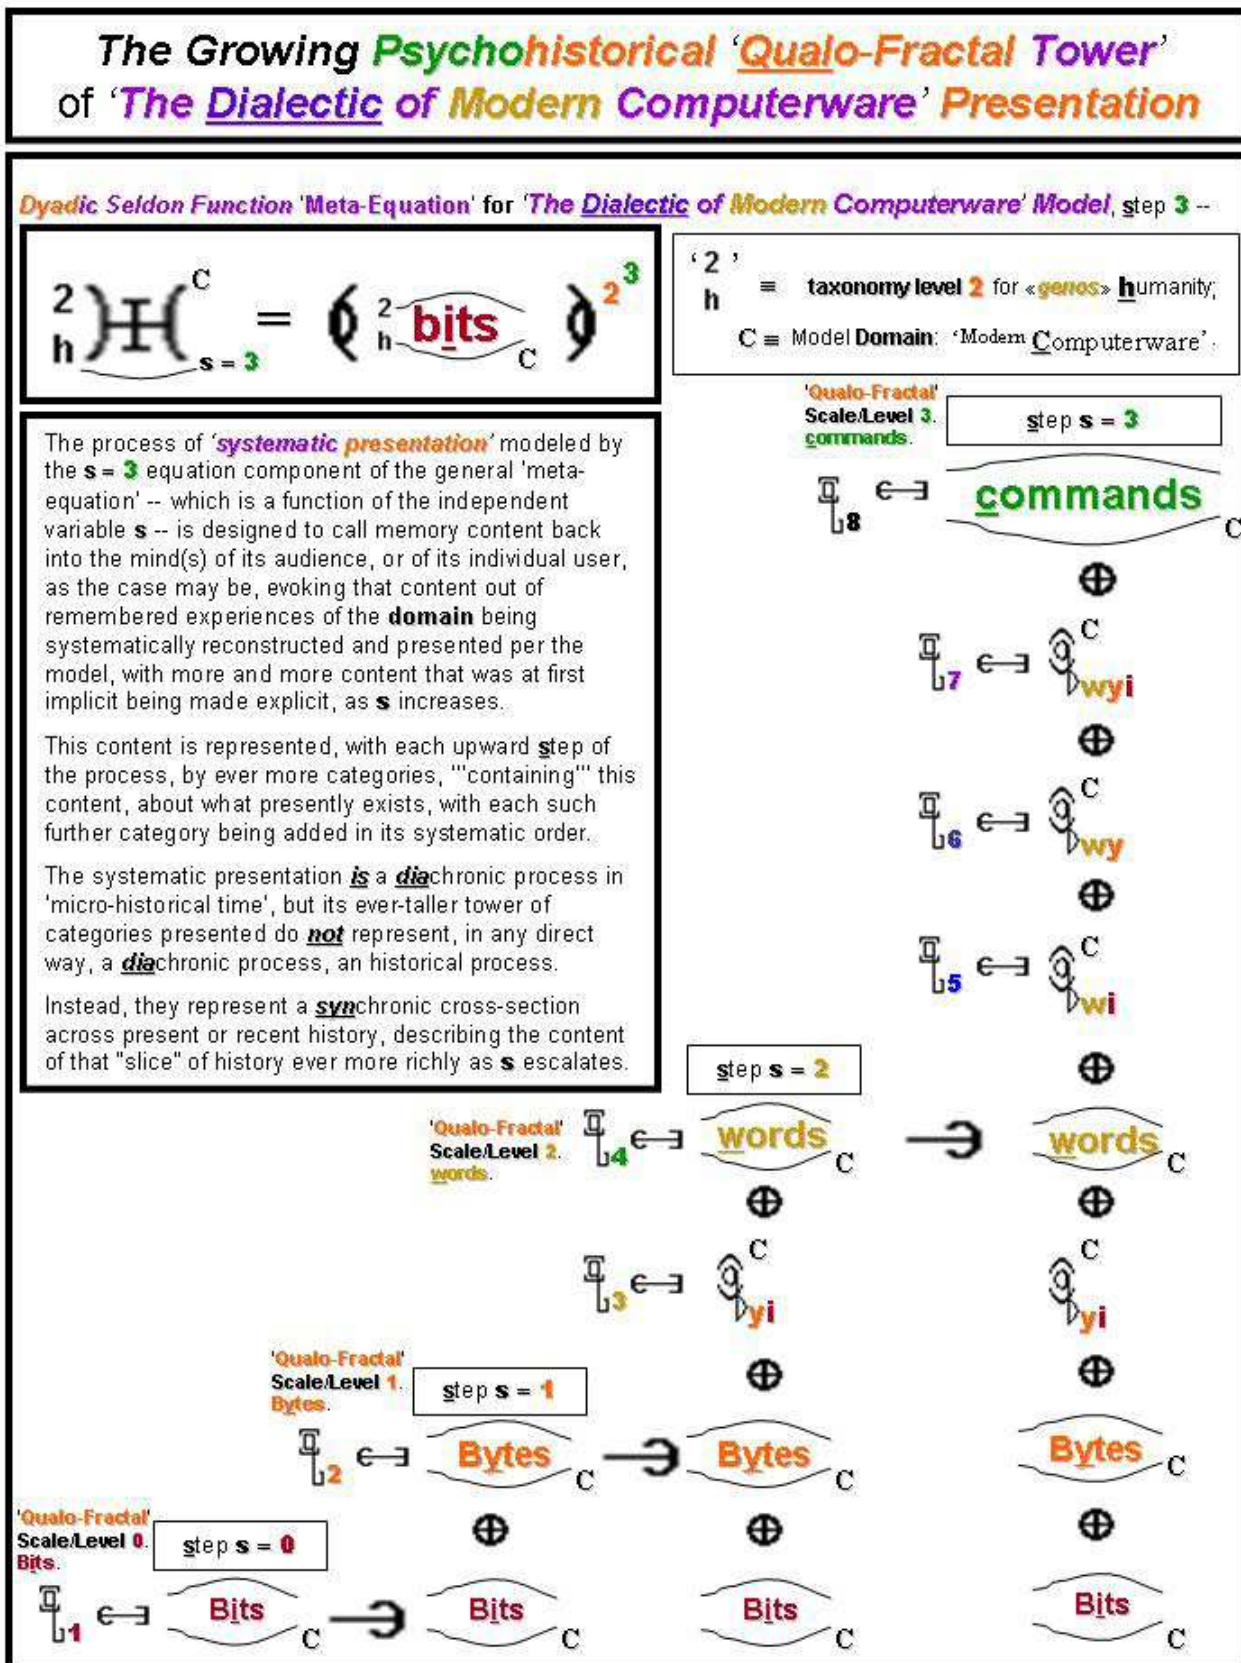 The Growing Psychohistorical ‘Qualo-Fractal Tower’
of ‘The Dialectic of Modern Computerware’ Presentation
Dyadic Seldon Function 'Meta-Equation' for ‘The Dialectic of Modern Computerware’ Model, step 3 --
2 h )-|-( C s = 3 = ( 2 h bits C ) 2 3
‘ 2 ’ h ≡ taxonomy level 2 for «genos» humanity;
C ≡ Model Domain: ‘Modern Computerware’.
The process of ‘systematic presentation’ modeled by
the s = 3 equation component of the general 'meta-
equation' -- which is a function of the independent
variable s -- is designed to call memory content back
into the mind(s) of its audience, or of its individual user,
as the case may be, evoking that content out of
remembered experiences of the domain being
systematically reconstructed and presented per the
model, with more and more content that was at first
implicit being made explicit, as s increases.
This content is represented, with each upward step of
the process, by ever more categories, '"containing"' this
content, about what presently exists, with each such
further category being added in its systematic order.
The systematic presentation is a diachronic process in
'micro-historical time', but its ever-taller tower of
categories presented do not represent, in any direct
way, a diachronic process, an historical process.
Instead, they represent a synchronic cross-section
across present or recent history, describing the content
of that "slice" of history ever more richly as s escalates.
'Qualo-Fractal'
Scale/Level 3.
commands.
step s = 3
8 commands C
⊕
7 q C wyi
⊕
6 q C wy
⊕
5 q C wi
step s = 2
⊕
'Qualo-Fractal'
Scale/Level 2.
words.
4 words C words C
⊕ ⊕
3 q C yi q C yi
'Qualo-Fractal'
Scale/Level 1.
Bytes.
step s = 1
⊕ ⊕
2 Bytes C Bytes C Bytes C
'Qualo-Fractal'
Scale/Level 0.
Bits.
step s = 0
⊕ ⊕ ⊕
1 Bits C Bits C Bits C Bits C